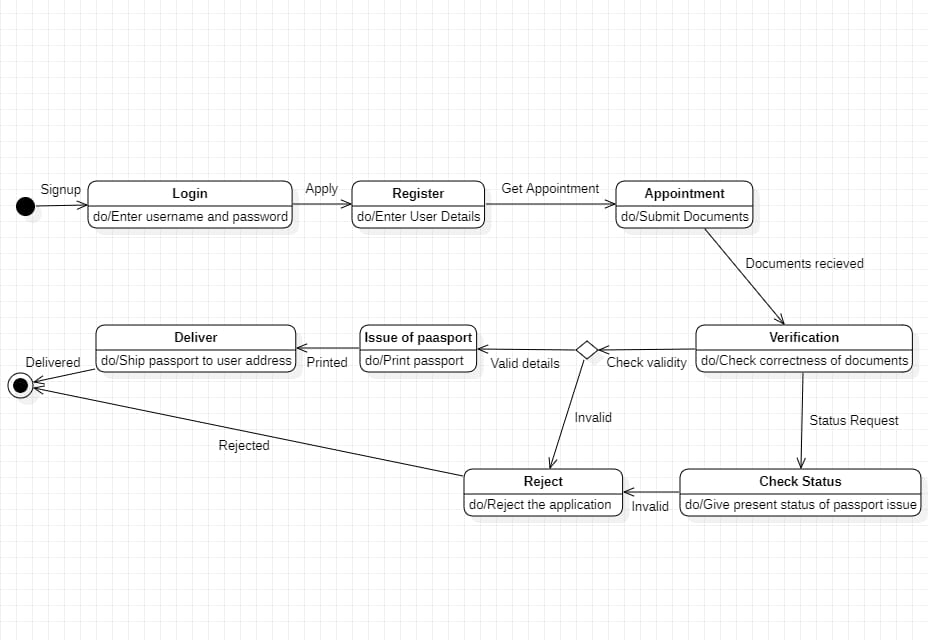 Signup
Login
do/Enter username and password
Apply
Register
do/Enter User Details
Get Appointment
Appointment
do/Submit Documents
Documents recieved
Deliver
do/Ship passport to user address
Delivered
Printed
Issue of paasport
do/Print passport
Valid details
Check validity
Verification
do/Check correctness of documents
Invalid
Status Request
Rejected
Reject
do/Reject the application
Invalid
Check Status
do/Give present status of passport issue